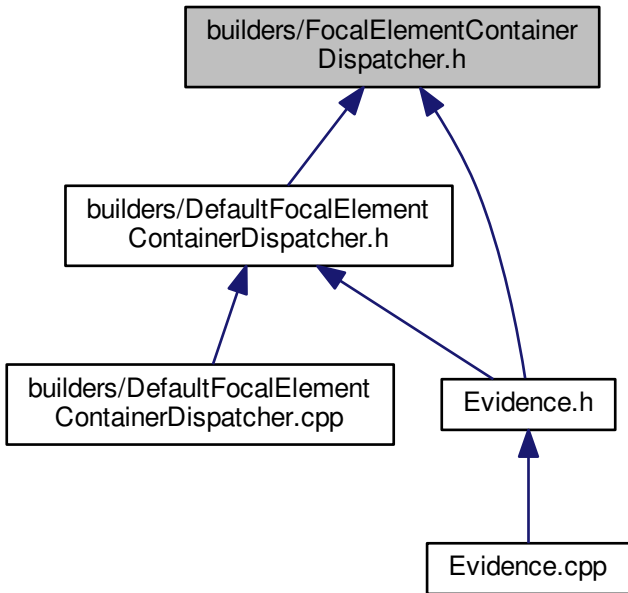 builders/FocalElementContainer
Dispatcher.h
builders/DefaultFocalElement
ContainerDispatcher.h
builders/DefaultFocalElement
ContainerDispatcher.cpp
Evidence.h
Evidence.cpp